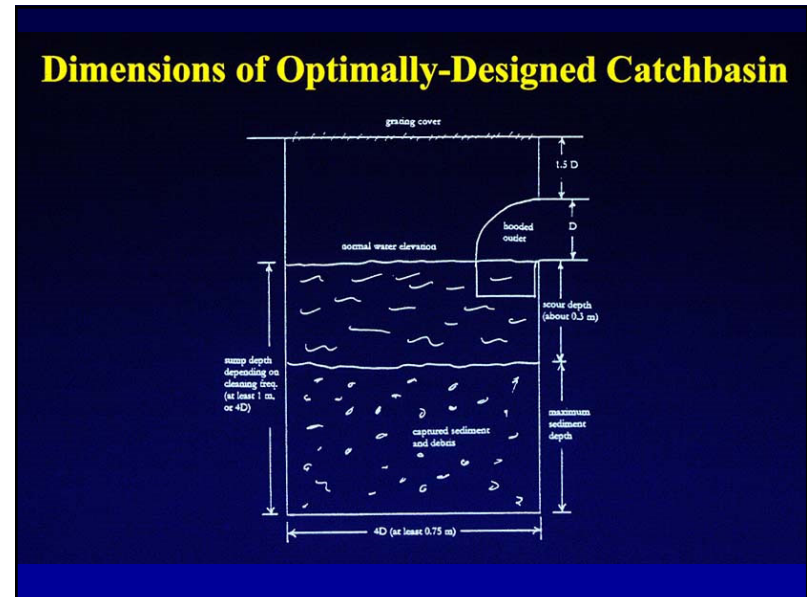 Dimensions of Optimally-Designed Catchbasin
grating cover
1.5 D
D
hooded
outlet
normal water elevation
scour depth
(about 0.3 m)
sump depth
depending on
cleaning freq.
(at least 1 m,
or 4D)
maximum
sediment
depth
captured sediment
and debris
4D (at least 0.75 m)